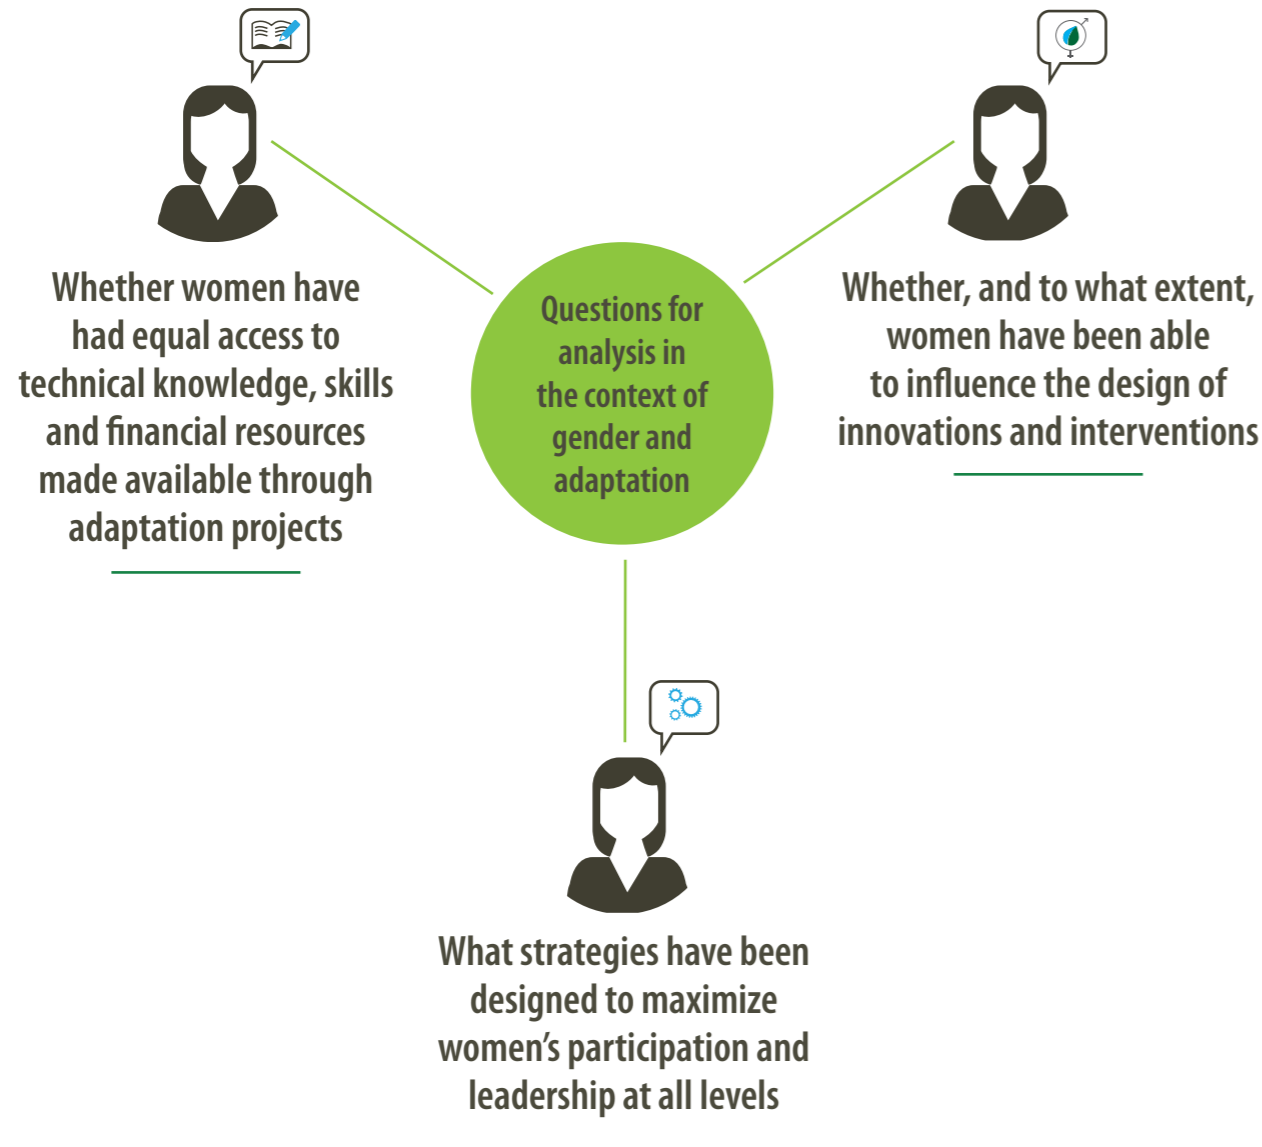 Whether women have
had equal access to
technical knowledge, skills
and financial resources
made available through
adaptation projects
Questions for
analysis in
the context of
gender and
adaptation
Whether, and to what extent,
women have been able
to influence the design of
innovations and interventions
What strategies have been
designed to maximize
women’s participation and
leadership at all levels